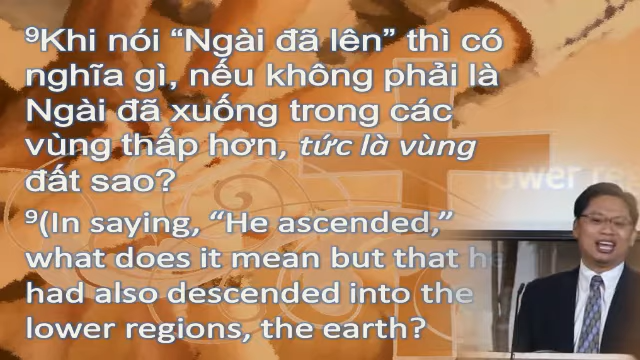 ⁹Khi nói “Ngài đã lên” thì có
nghĩa gì, nếu không phải là
Ngài đã xuống trong các
vùng thấp hơn, tức là vùng
đất sao?
⁹(In saying, “He ascended,”
what does it mean but that he
had also descended into the
lower regions, the earth?
lower